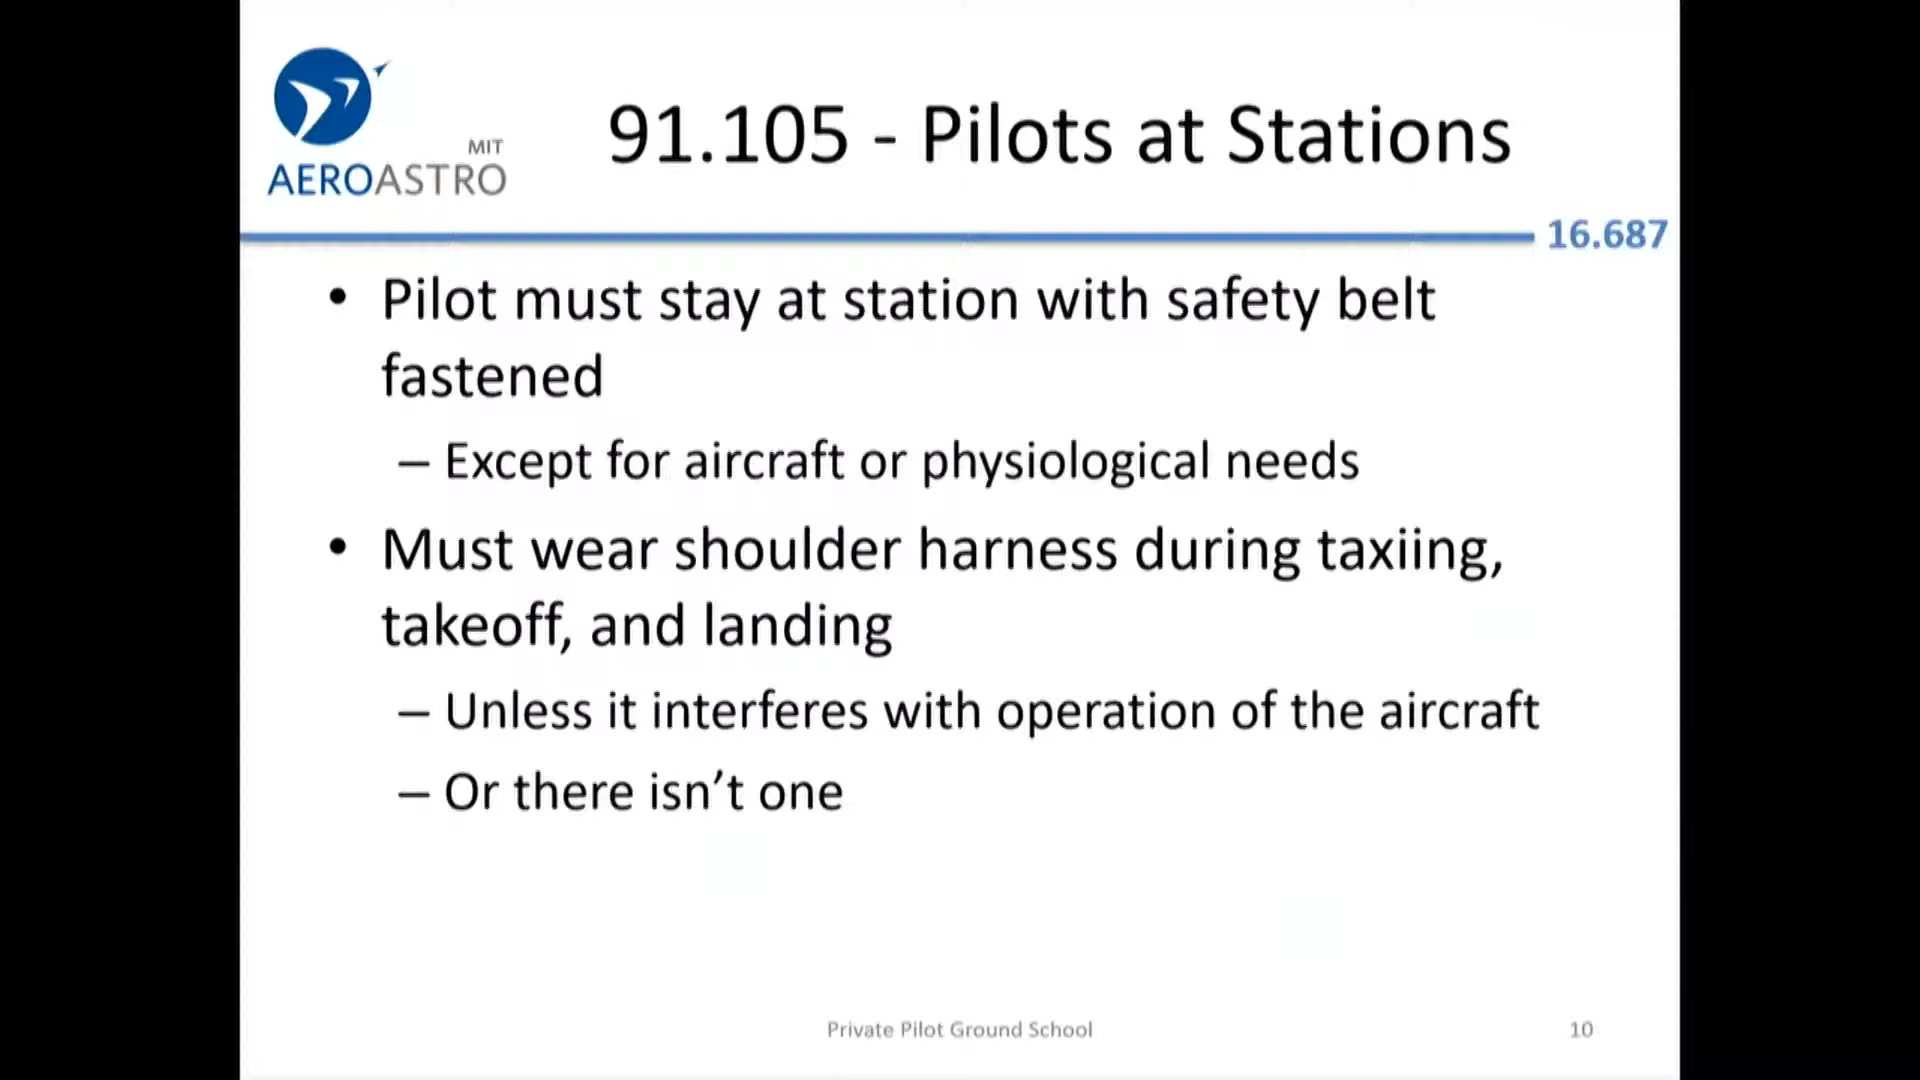 MIT
AEROASTRO
91.105 - Pilots at Stations
16.687
• Pilot must stay at station with safety belt
fastened
– Except for aircraft or physiological needs
• Must wear shoulder harness during taxiing,
takeoff, and landing
– Unless it interferes with operation of the aircraft
– Or there isn’t one
Private Pilot Ground School
10